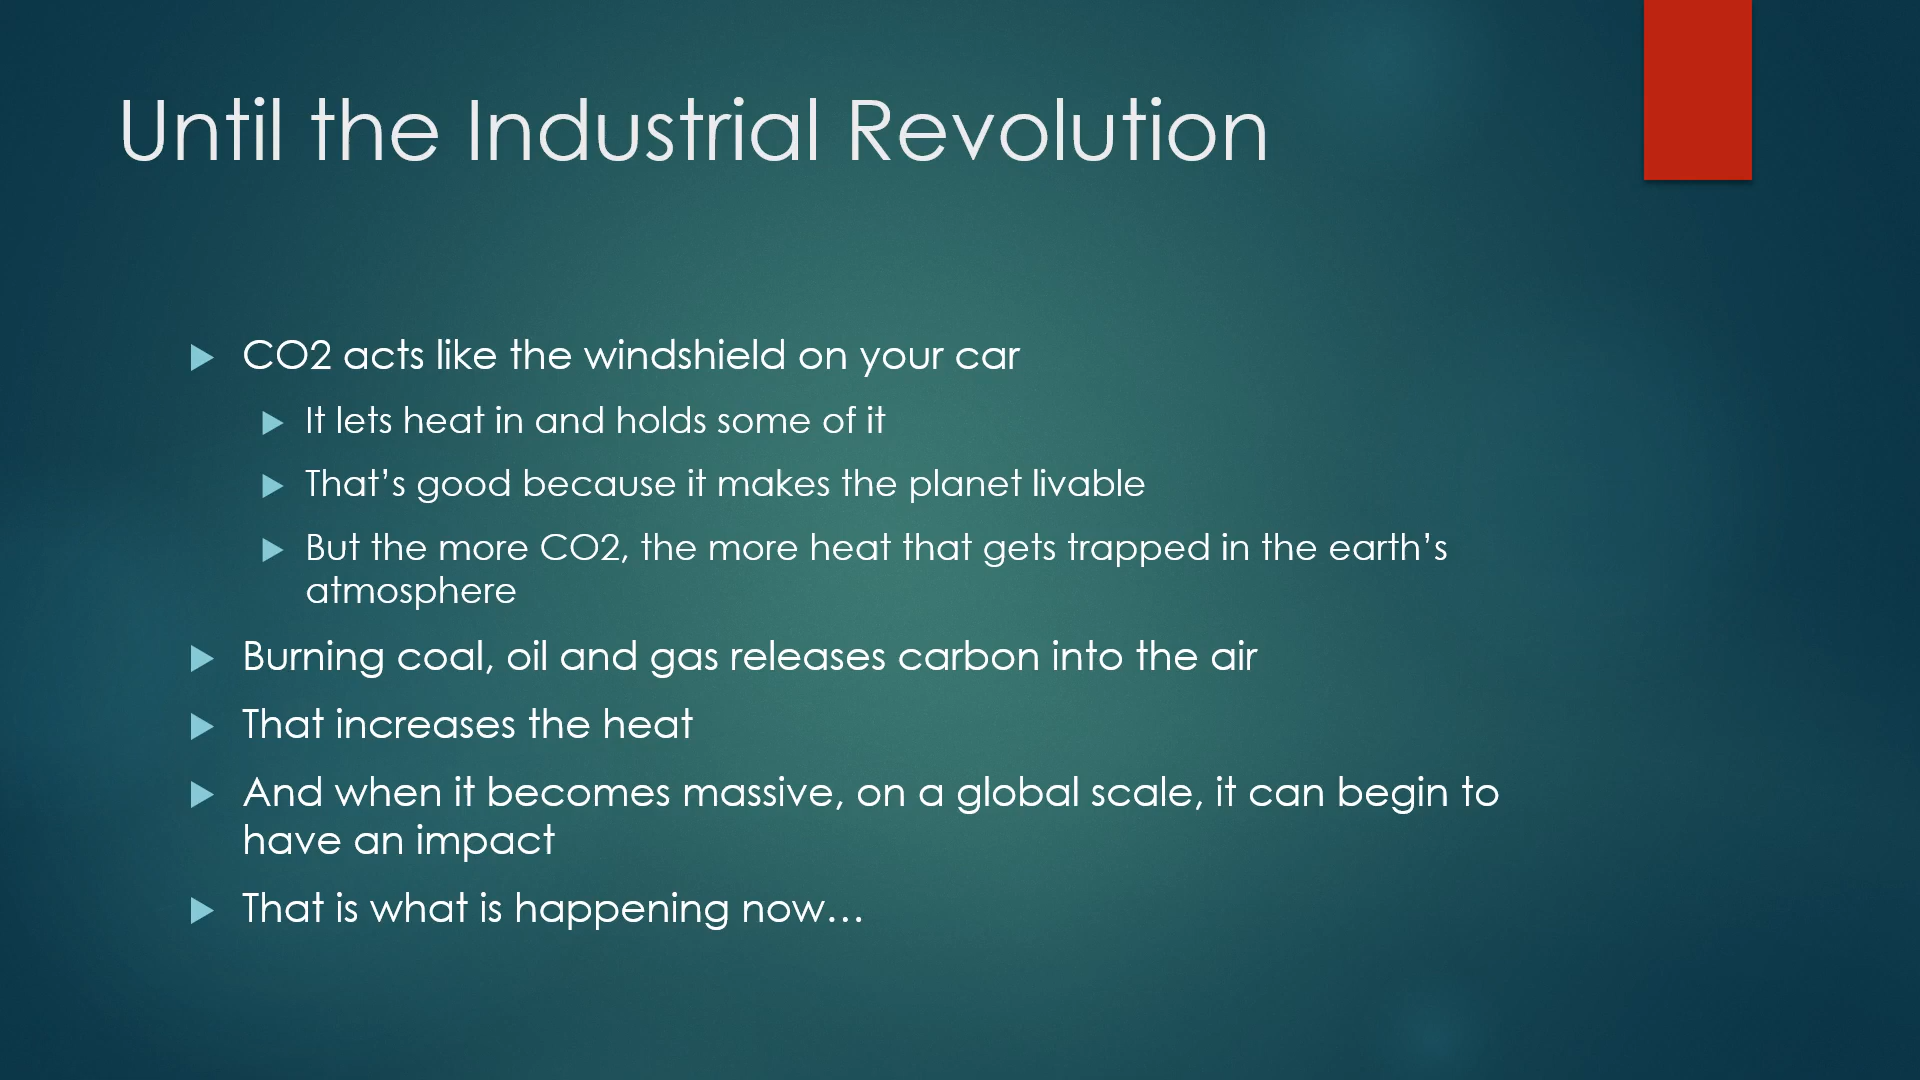 Until the Industrial Revolution
CO2 acts like the windshield on your car
It lets heat in and holds some of it
That’s good because it makes the planet livable
But the more CO2, the more heat that gets trapped in the earth’s
atmosphere
Burning coal, oil and gas releases carbon into the air
That increases the heat
And when it becomes massive, on a global scale, it can begin to
have an impact
That is what is happening now…